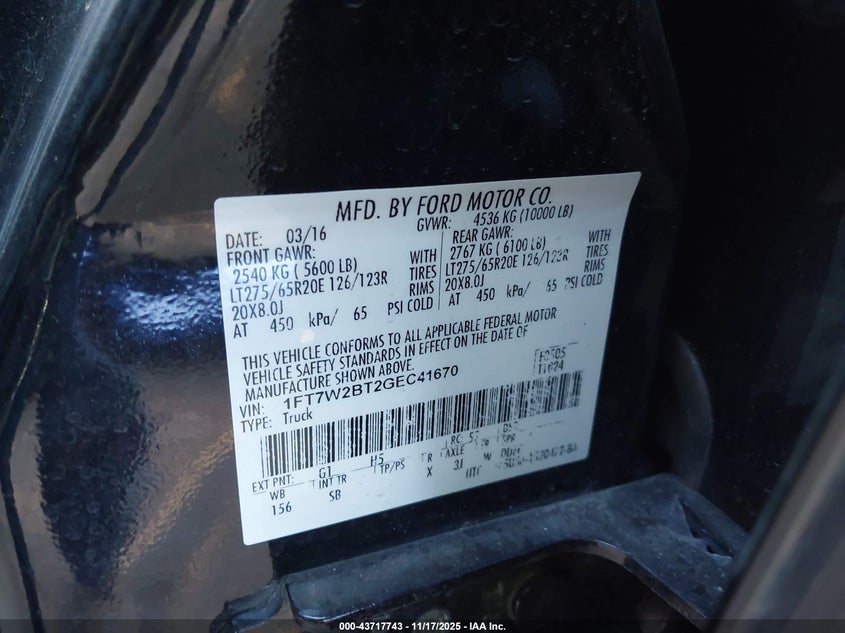 MFD. BY FORD MOTOR CO.
DATE: 03/16 GVWR: 4536 KG (10000 LB)
FRONT GAWR: WITH REAR GAWR: WITH
2540 KG ( 5600 LB) TIRES 2767 KG ( 6100 LB) TIRES
LT275/65R20E 126/123R RIMS LT275/65R20E 126/123R RIMS
20X8.0J 20X8.0J
AT 450 kPa/ 65 PSI COLD AT 450 kPa/ 65 PSI COLD
THIS VEHICLE CONFORMS TO ALL APPLICABLE FEDERAL MOTOR
VEHICLE SAFETY STANDARDS IN EFFECT ON THE DATE OF
MANUFACTURE SHOWN ABOVE.
VIN: 1FT7W2BT2GEC41670
TYPE: Truck
EXT PNT: G1 H5 RC: DSO:
WB INT TR TP/PS AXLE SPR
156 SB X 3J
000-43717743 / 11/17/2025 - IAA Inc.